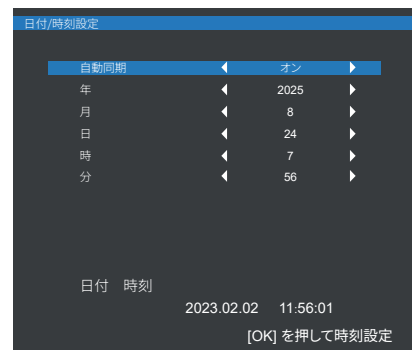 日付/時刻設定
自動同期 オン
年 2025
月 8
日 24
時 7
分 56
日付 時刻
2023.02.02 11:56:01
[OK] を押して時刻設定